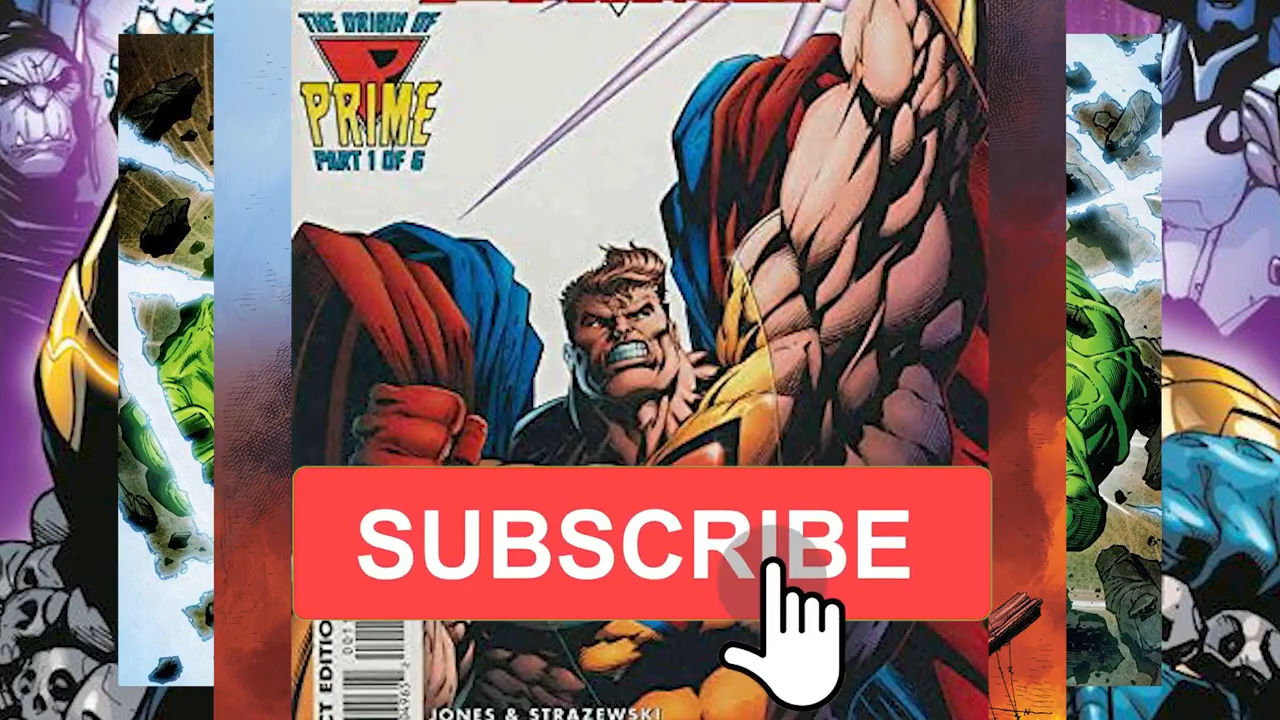 THE ORIGIN OF
PRIME
PART 1 OF 6
SUBSCRIBE
JONES & STRAZEWSKI